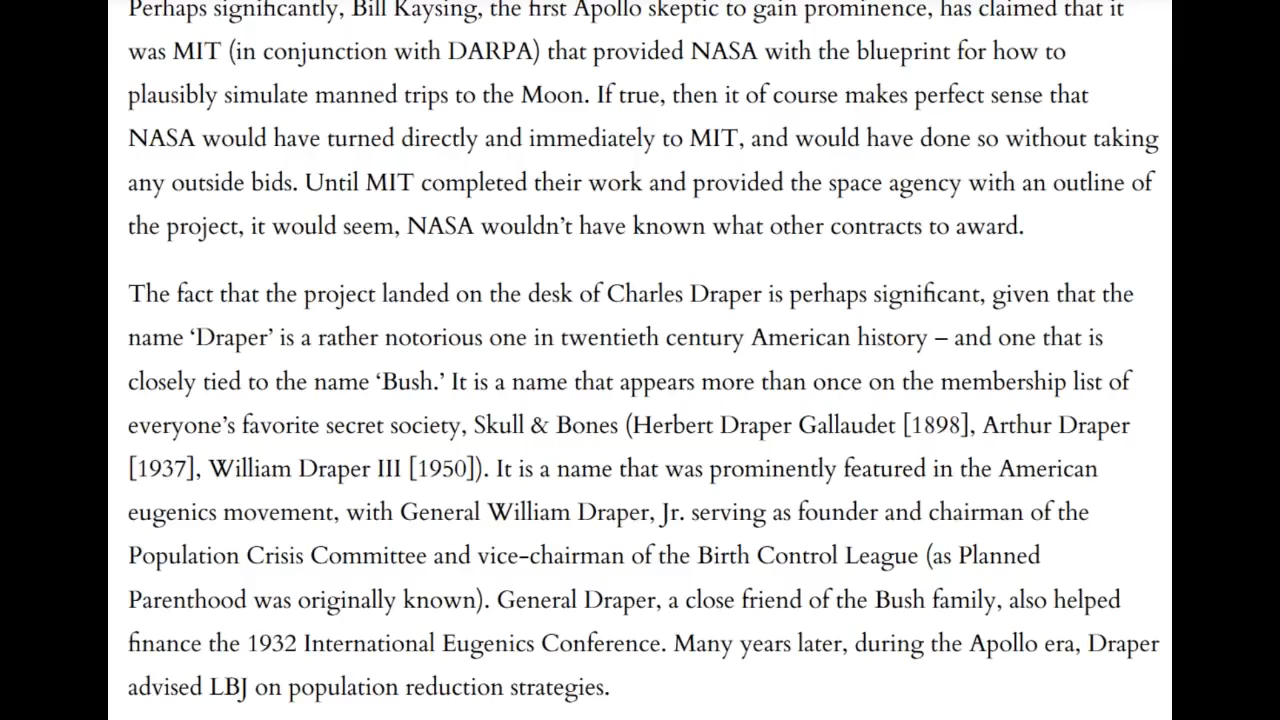 Perhaps significantly, Bill Kaysing, the first Apollo skeptic to gain prominence, has claimed that it
was MIT (in conjunction with DARPA) that provided NASA with the blueprint for how to
plausibly simulate manned trips to the Moon. If true, then it of course makes perfect sense that
NASA would have turned directly and immediately to MIT, and would have done so without taking
any outside bids. Until MIT completed their work and provided the space agency with an outline of
the project, it would seem, NASA wouldn’t have known what other contracts to award.
The fact that the project landed on the desk of Charles Draper is perhaps significant, given that the
name ‘Draper’ is a rather notorious one in twentieth century American history – and one that is
closely tied to the name ‘Bush.’ It is a name that appears more than once on the membership list of
everyone’s favorite secret society, Skull & Bones (Herbert Draper Gallaudet [1898], Arthur Draper
[1937], William Draper III [1950]). It is a name that was prominently featured in the American
eugenics movement, with General William Draper, Jr. serving as founder and chairman of the
Population Crisis Committee and vice-chairman of the Birth Control League (as Planned
Parenthood was originally known). General Draper, a close friend of the Bush family, also helped
finance the 1932 International Eugenics Conference. Many years later, during the Apollo era, Draper
advised LBJ on population reduction strategies.